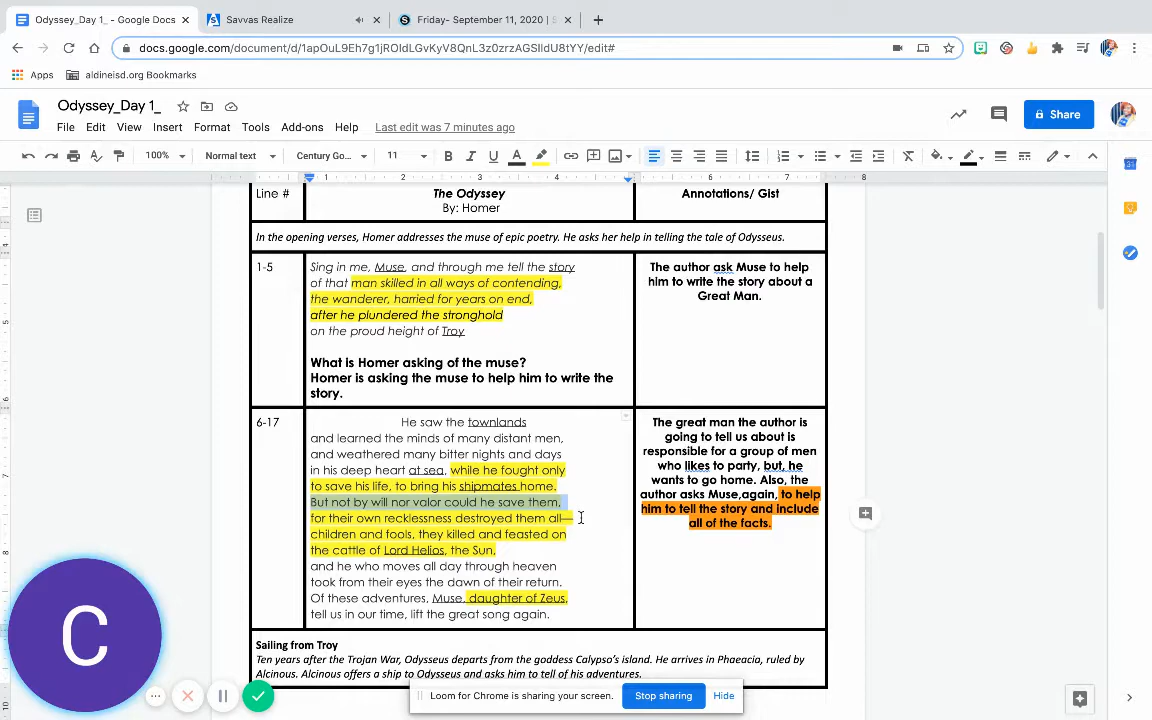 Odyssey_Day 1_ - Google Docs
Savvas Realize
Friday- September 11, 2020 | S
docs.google.com/document/d/1apOuL9Eh7g1jROIdLGvKyV8QnL3z0zrzAGSIldU8tYY/edit#
Apps
aldineisd.org Bookmarks
Odyssey_Day 1_
File Edit View Insert Format Tools Add-ons Help Last edit was 7 minutes ago
Share
100% Normal text Century Go... 11
1 2 3 4 5 6 7 8
Line #
The Odyssey
By: Homer
Annotations/ Gist
In the opening verses, Homer addresses the muse of epic poetry. He asks her help in telling the tale of Odysseus.
1-5
Sing in me, Muse, and through me tell the story
of that man skilled in all ways of contending,
the wanderer, harried for years on end,
after he plundered the stronghold
on the proud height of Troy
What is Homer asking of the muse?
Homer is asking the muse to help him to write the
story.
The author ask Muse to help
him to write the story about a
Great Man.
6-17
He saw the townlands
and learned the minds of many distant men,
and weathered many bitter nights and days
in his deep heart at sea, while he fought only
to save his life, to bring his shipmates home.
But not by will nor valor could he save them,
for their own recklessness destroyed them all—
children and fools, they killed and feasted on
the cattle of Lord Helios, the Sun,
and he who moves all day through heaven
took from their eyes the dawn of their return.
Of these adventures, Muse, daughter of Zeus,
tell us in our time, lift the great song again.
The great man the author is
going to tell us about is
responsible for a group of men
who likes to party, but, he
wants to go home. Also, the
author asks Muse,again, to help
him to tell the story and include
all of the facts.
Sailing from Troy
Ten years after the Trojan War, Odysseus departs from the goddess Calypso's island. He arrives in Phaeacia, ruled by
Alcinous. Alcinous offers a ship to Odysseus and asks him to tell of his adventures.
C
Loom for Chrome is sharing your screen.
Stop sharing
Hide